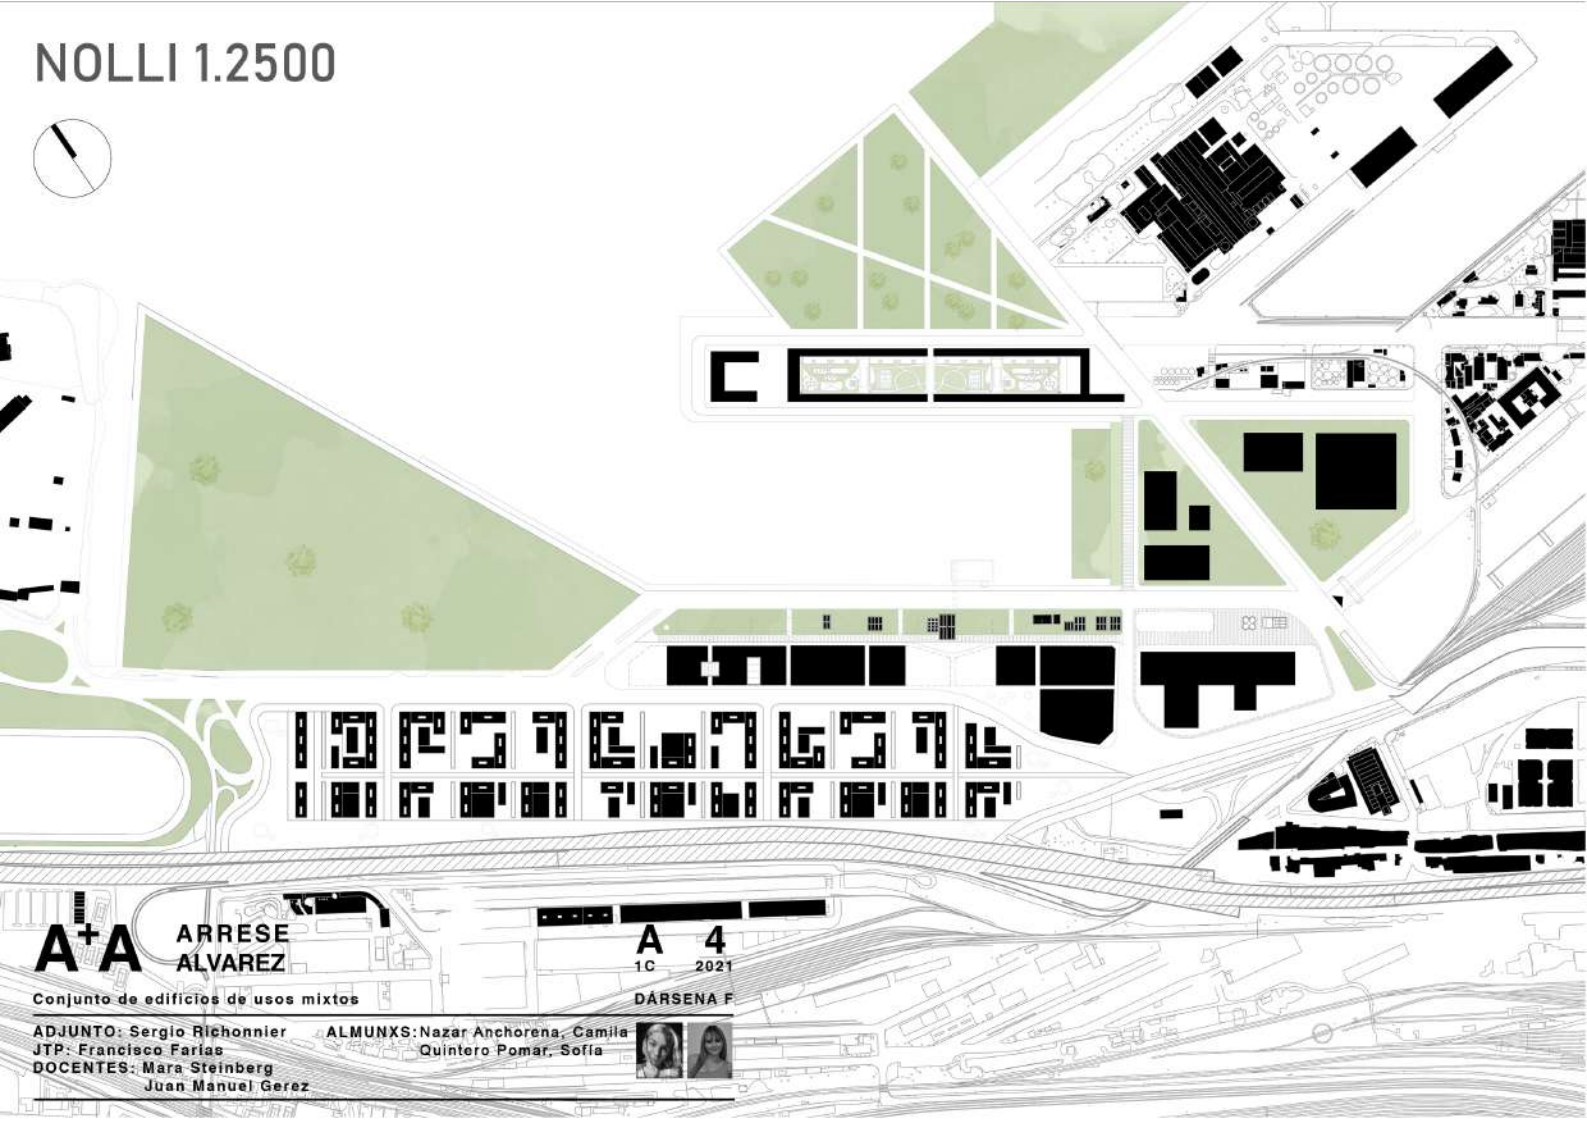 NOLLI 1.2500
A+A
ARRESE
ALVAREZ
A 4
1C 2021
Conjunto de edificios de usos mixtos
DÁRSENA F
ADJUNTO: Sergio Richonnier
JTP: Francisco Farias
DOCENTES: Mara Steinberg
Juan Manuel Gerez
ALMUNXS: Nazar Anchorena, Camila
Quintero Pomar, Sofía